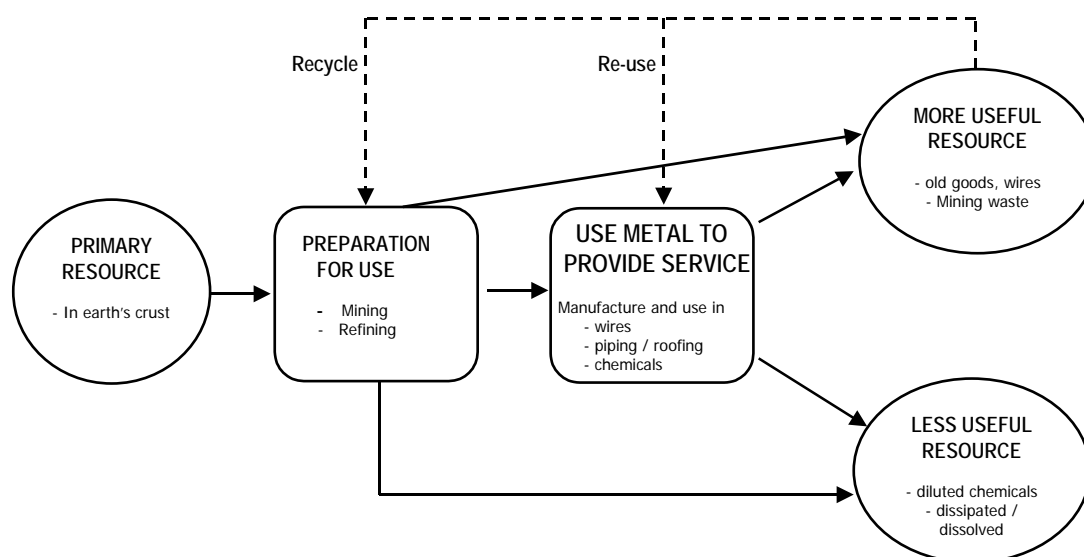 Recycle
Re-use
MORE USEFUL
RESOURCE
- old goods, wires
- Mining waste
PRIMARY
RESOURCE
- In earth's crust
PREPARATION
FOR USE
- Mining
- Refining
USE METAL TO
PROVIDE SERVICE
Manufacture and use in
- wires
- piping / roofing
- chemicals
LESS USEFUL
RESOURCE
- diluted chemicals
- dissipated /
dissolved